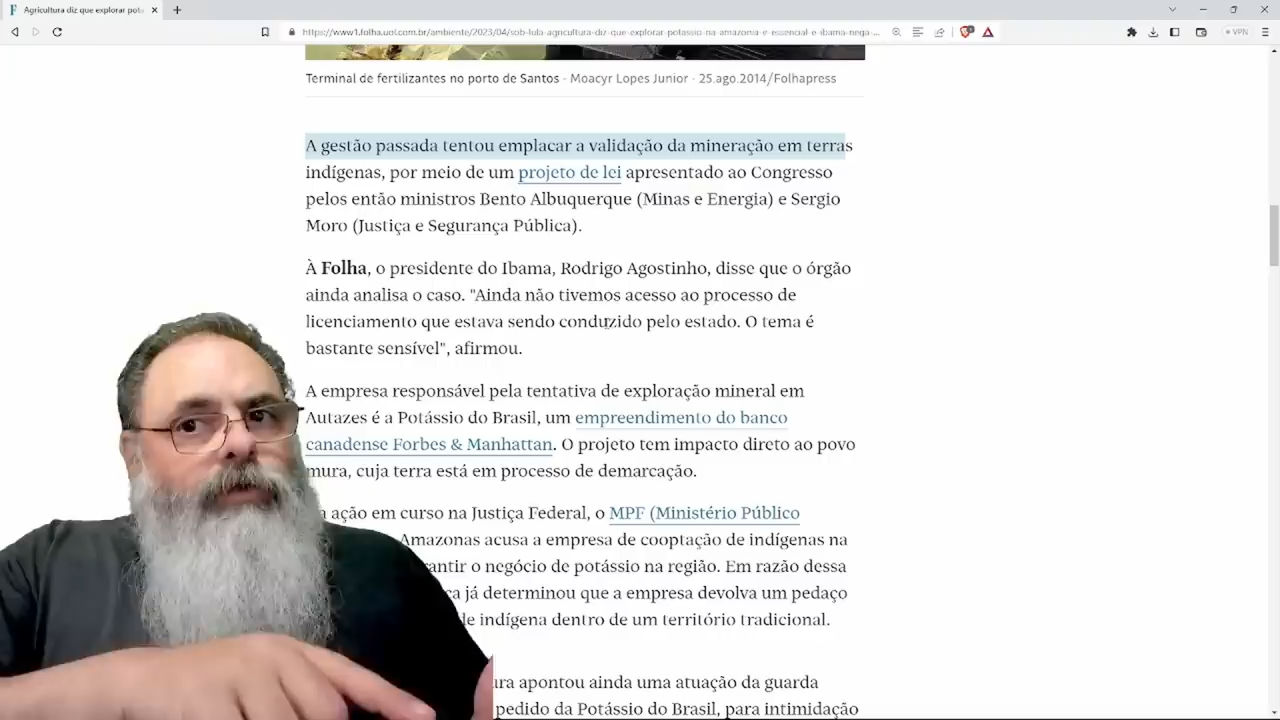 Agricultura diz que explorar pota
https://www1.folha.uol.com.br/ambiente/2023/04/sob-lula-agricultura-diz-que-explorar-potassio-na-amazonia-e-essencial-e-ibama-nega-...
VPN
Terminal de fertilizantes no porto de Santos - Moacyr Lopes Junior - 25.ago.2014/Folhapress
A gestão passada tentou emplacar a validação da mineração em terras
indígenas, por meio de um projeto de lei apresentado ao Congresso
pelos então ministros Bento Albuquerque (Minas e Energia) e Sergio
Moro (Justiça e Segurança Pública).
À Folha, o presidente do Ibama, Rodrigo Agostinho, disse que o órgão
ainda analisa o caso. "Ainda não tivemos acesso ao processo de
licenciamento que estava sendo conduzido pelo estado. O tema é
bastante sensível", afirmou.
A empresa responsável pela tentativa de exploração mineral em
Autazes é a Potássio do Brasil, um empreendimento do banco
canadense Forbes & Manhattan. O projeto tem impacto direto ao povo
mura, cuja terra está em processo de demarcação.
ação em curso na Justiça Federal, o MPF (Ministério Público
Amazonas acusa a empresa de cooptação de indígenas na
rantir o negócio de potássio na região. Em razão dessa
ça já determinou que a empresa devolva um pedaço
de indígena dentro de um território tradicional.
ura apontou ainda uma atuação da guarda
pedido da Potássio do Brasil, para intimidação